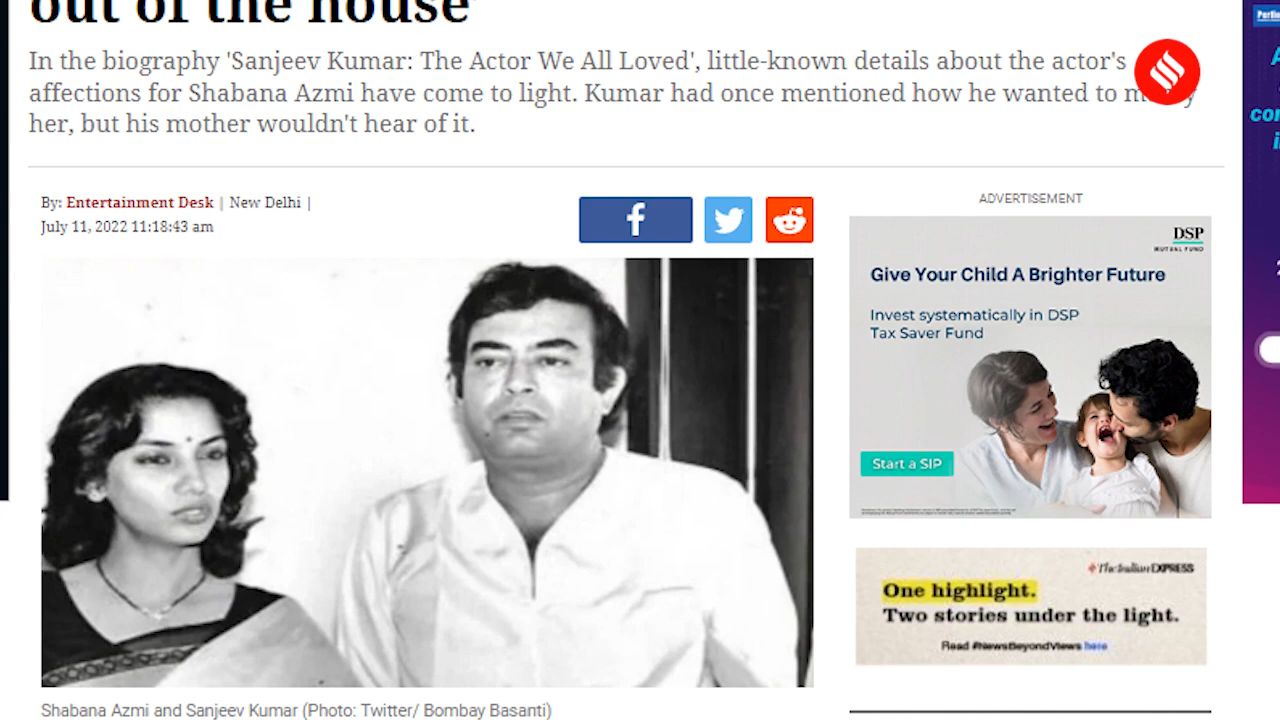 out of the house'
In the biography 'Sanjeev Kumar: The Actor We All Loved', little-known details about the actor's
affections for Shabana Azmi have come to light. Kumar had once mentioned how he wanted to
her, but his mother wouldn't hear of it.
By: Entertainment Desk | New Delhi |
July 11, 2022 11:18:43 am
ADVERTISEMENT
DSP
MUTUAL FUND
Give Your Child A Brighter Future
Invest systematically in DSP
Tax Saver Fund
Start a SIP
The Indian EXPRESS
One highlight.
Two stories under the light.
Read #NewsBeyondViews here
Shabana Azmi and Sanjeev Kumar (Photo: Twitter/ Bombay Basanti)